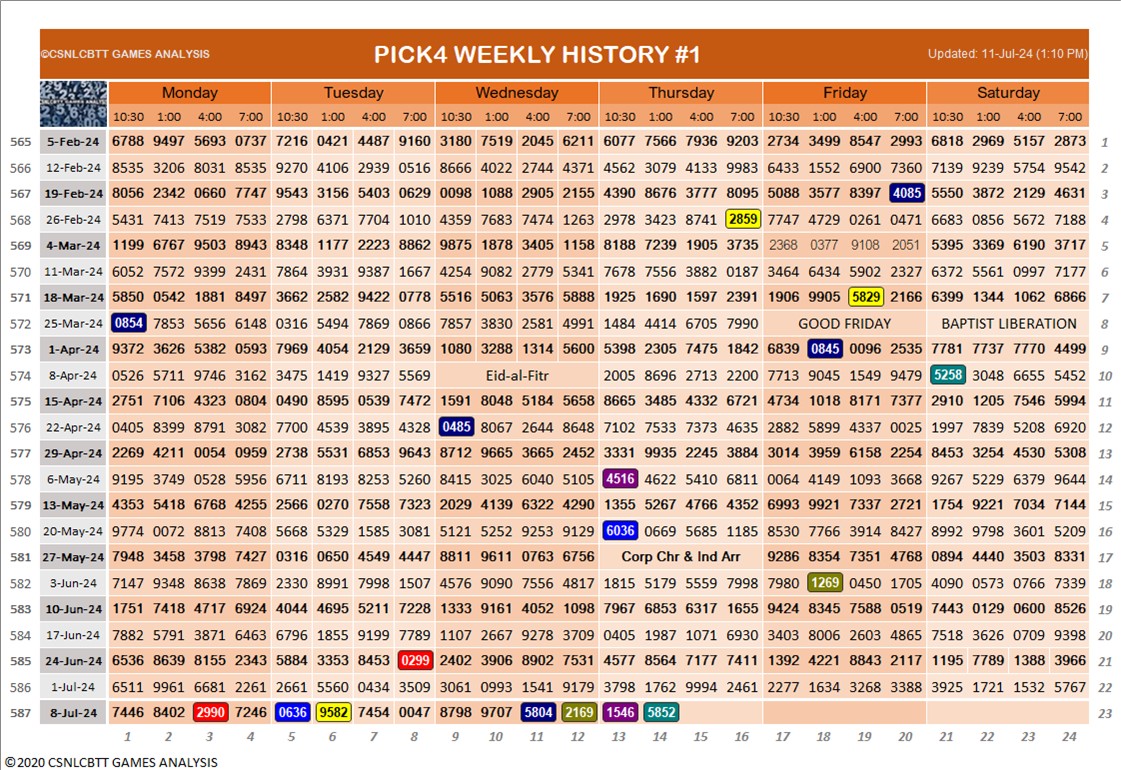 ©CSNLCBTT GAMES ANALYSIS PICK4 WEEKLY HISTORY #1 Updated: 11-Jul-24 (1:10 PM)
Monday Tuesday Wednesday Thursday Friday Saturday
10:30 1:00 4:00 7:00 10:30 1:00 4:00 7:00 10:30 1:00 4:00 7:00 10:30 1:00 4:00 7:00 10:30 1:00 4:00 7:00 10:30 1:00 4:00 7:00
565 5-Feb-24 6788 9497 5693 0737 7216 0421 4487 9160 3180 7519 2045 6211 6077 7566 7936 9203 2734 3499 8547 2993 6818 2969 5157 2873 1
566 12-Feb-24 8535 3206 8031 8535 9270 4106 2939 0516 8666 4022 2744 4371 4562 3079 4133 9983 6433 1552 6900 7360 7139 9239 5754 9542 2
567 19-Feb-24 8056 2342 0660 7747 9543 3156 5403 0629 0098 1088 2905 2155 4390 8676 3777 8095 5088 3577 8397 4085 5550 3872 2129 4631 3
568 26-Feb-24 5431 7413 7519 7533 2798 6371 7704 1010 4359 7683 7474 1263 2978 3423 8741 2859 7747 4729 0261 0471 6683 0856 5672 7188 4
569 4-Mar-24 1199 6767 9503 8943 8348 1177 2223 8862 9875 1878 3405 1158 8188 7239 1905 3735 2368 0377 9108 2051 5395 3369 6190 3717 5
570 11-Mar-24 6052 7572 9399 2431 7864 3931 9387 1667 4254 9082 2779 5341 7678 7556 3882 0187 3464 6434 5902 2327 6372 5561 0997 7177 6
571 18-Mar-24 5850 0542 1881 8497 3662 2582 9422 0778 5516 5063 3576 5888 1925 1690 1597 2391 1906 9905 5829 2166 6399 1344 1062 6866 7
572 25-Mar-24 0854 7853 5656 6148 0316 5494 7869 0866 7857 3830 2581 4991 1484 4414 6705 7990 GOOD FRIDAY BAPTIST LIBERATION 8
573 1-Apr-24 9372 3626 5382 0593 7969 4054 2129 3659 1080 3288 1314 5600 5398 2305 7475 1842 6839 0845 0096 2535 7781 7737 7770 4499 9
574 8-Apr-24 0526 5711 9746 3162 3475 1419 9327 5569 Eid-al-Fitr 2005 8696 2713 2200 7713 9045 1549 9479 5258 3048 6655 5452 10
575 15-Apr-24 2751 7106 4323 0804 0490 8595 0539 7472 1591 8048 5184 5658 8665 3485 4332 6721 4734 1018 8171 7377 2910 1205 7546 5994 11
576 22-Apr-24 0405 8399 8791 3082 7700 4539 3895 4328 0485 8067 2644 8648 7102 7533 7373 4635 2882 5899 4337 0025 1997 7839 5208 6920 12
577 29-Apr-24 2269 4211 0054 0959 2738 5531 6853 9643 8712 9665 3665 2452 3331 9935 2245 3884 3014 3959 6158 2254 8453 3254 4530 5308 13
578 6-May-24 9195 3749 0528 5956 6711 8193 8253 5260 8415 3025 6040 5105 4516 4622 5410 6811 0064 4149 1093 3668 9267 5229 6379 9644 14
579 13-May-24 4353 5418 6768 4255 2566 0270 7558 7323 2029 4139 6322 4290 1355 5267 4766 4352 6993 9921 7337 2721 1754 9221 7034 7144 15
580 20-May-24 9774 0072 8813 7408 5668 5329 1585 3081 5121 5252 9253 9129 6036 0669 5685 1185 8530 7766 3914 8427 8992 9798 3601 5209 16
581 27-May-24 7948 3458 3798 7427 0316 0650 4549 4447 8811 9611 0763 6756 Corp Chr & Ind Arr 9286 8354 7351 4768 0894 4440 3503 8331 17
582 3-Jun-24 7147 9348 8638 7869 2330 8991 7998 1507 4576 9090 7556 4817 1815 5179 5559 7998 7980 1269 0450 1705 4090 0573 0766 7339 18
583 10-Jun-24 1751 7418 4717 6924 4044 4695 5211 7228 1333 9161 4052 1098 7967 6853 6317 1655 9424 8345 7588 0519 7443 0129 0600 8526 19
584 17-Jun-24 7882 5791 3871 6463 6796 1855 9199 7789 1107 2667 9278 3709 0405 1987 1071 6930 3403 8006 2603 4865 7518 3626 0709 9398 20
585 24-Jun-24 6536 8639 8155 2343 5884 3353 8453 0299 2402 3906 8902 7531 4577 8564 7177 7411 1392 4221 8843 2117 1195 7789 1388 3966 21
586 1-Jul-24 6511 9961 6681 2261 2661 5560 0434 3509 3061 0993 1541 9179 3798 1762 9994 2461 2277 1634 3268 3388 3925 1721 1532 5767 22
587 8-Jul-24 7446 8402 2990 7246 0636 9582 7454 0047 8798 9707 5804 2169 1546 5852 23
1 2 3 4 5 6 7 8 9 10 11 12 13 14 15 16 17 18 19 20 21 22 23 24
©2020 CSNLCBTT GAMES ANALYSIS